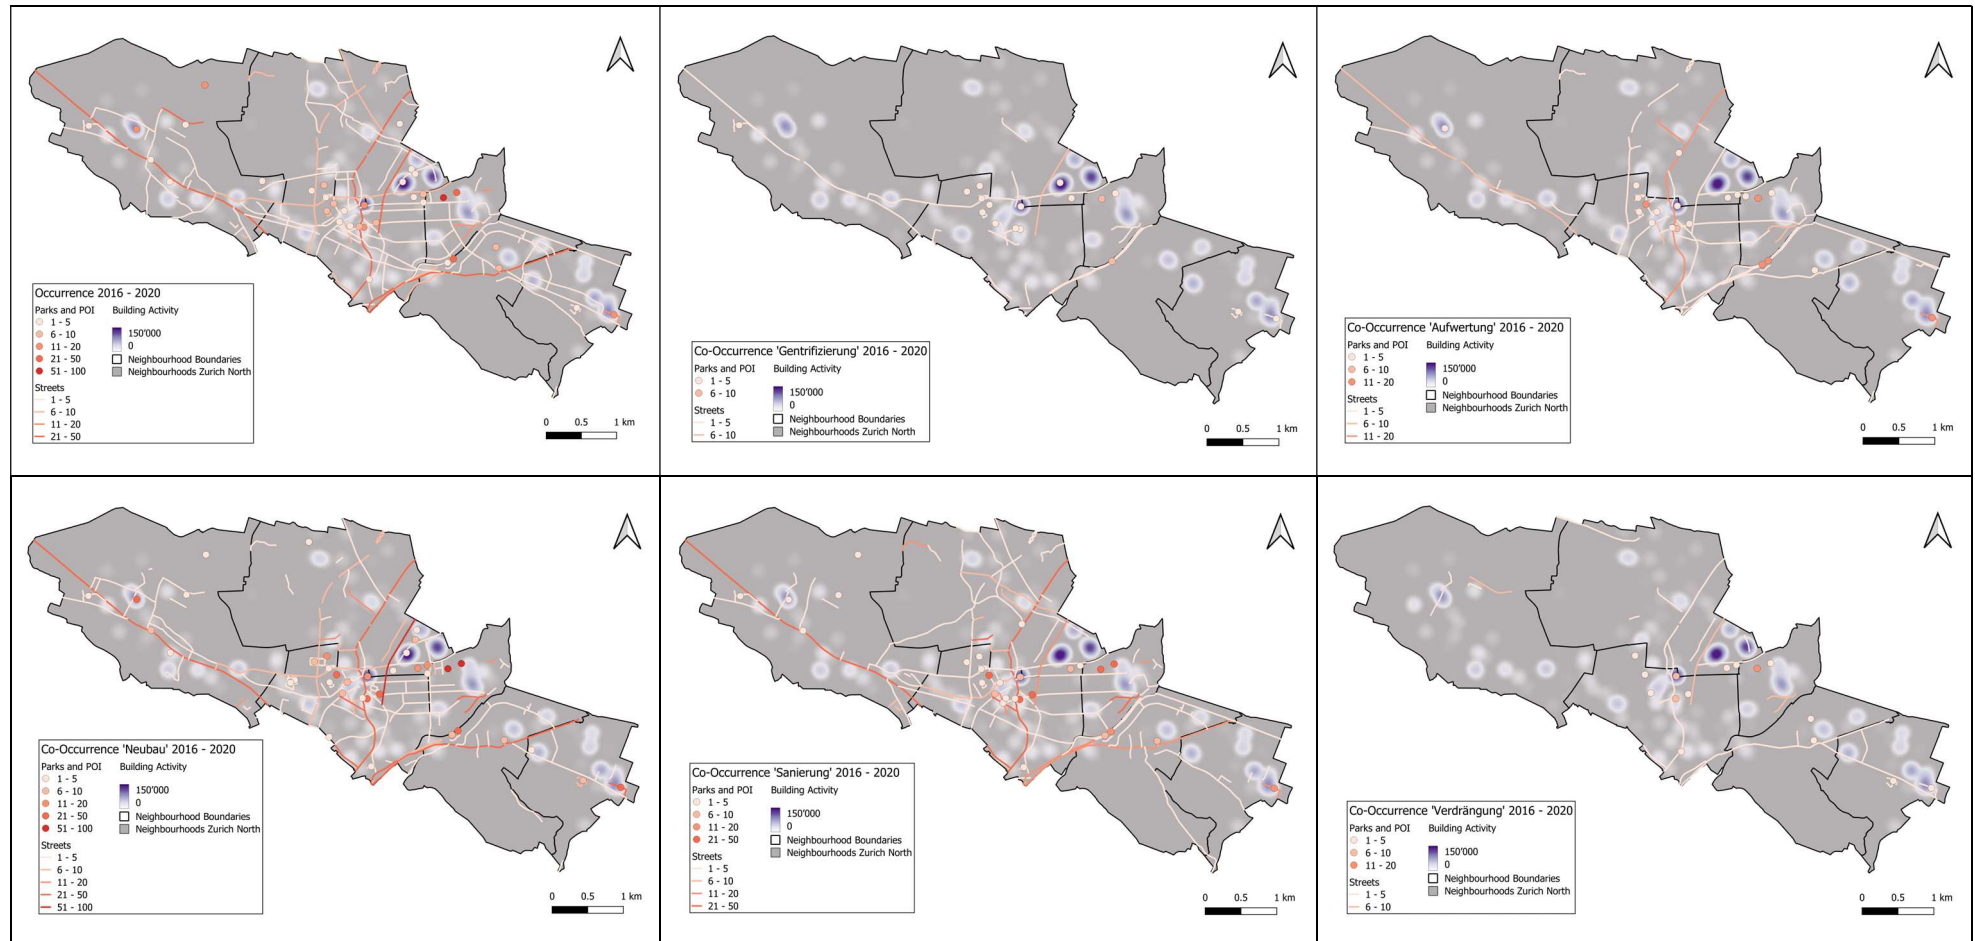 Occurrence 2016 - 2020
Parks and POI Building Activity
1 - 5
6 - 10
11 - 20
21 - 50
51 - 100
150'000
0
Neighbourhood Boundaries
Neighbourhoods Zurich North
Streets
1 - 5
6 - 10
11 - 20
21 - 50
0 0.5 1 km
Co-Occurrence 'Gentrifizierung' 2016 - 2020
Parks and POI Building Activity
1 - 5
6 - 10
150'000
0
Neighbourhood Boundaries
Neighbourhoods Zurich North
Streets
1 - 5
6 - 10
0 0.5 1 km
Co-Occurrence 'Aufwertung' 2016 - 2020
Parks and POI Building Activity
1 - 5
6 - 10
11 - 20
150'000
0
Neighbourhood Boundaries
Neighbourhoods Zurich North
Streets
1 - 5
6 - 10
11 - 20
0 0.5 1 km
Co-Occurrence 'Neubau' 2016 - 2020
Parks and POI Building Activity
1 - 5
6 - 10
11 - 20
21 - 50
51 - 100
150'000
0
Neighbourhood Boundaries
Neighbourhoods Zurich North
Streets
1 - 5
6 - 10
11 - 20
21 - 50
51 - 100
0 0.5 1 km
Co-Occurrence 'Sanierung' 2016 - 2020
Parks and POI Building Activity
1 - 5
6 - 10
11 - 20
21 - 50
150'000
0
Neighbourhood Boundaries
Neighbourhoods Zurich North
Streets
1 - 5
6 - 10
11 - 20
21 - 50
0 0.5 1 km
Co-Occurrence 'Verdrängung' 2016 - 2020
Parks and POI Building Activity
1 - 5
6 - 10
11 - 20
150'000
0
Neighbourhood Boundaries
Neighbourhoods Zurich North
Streets
1 - 5
6 - 10
0 0.5 1 km